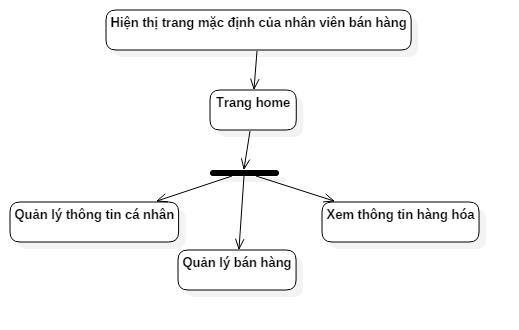 Hiện thị trang mặc định của nhân viên bán hàng
Trang home
Quản lý thông tin cá nhân
Xem thông tin hàng hóa
Quản lý bán hàng